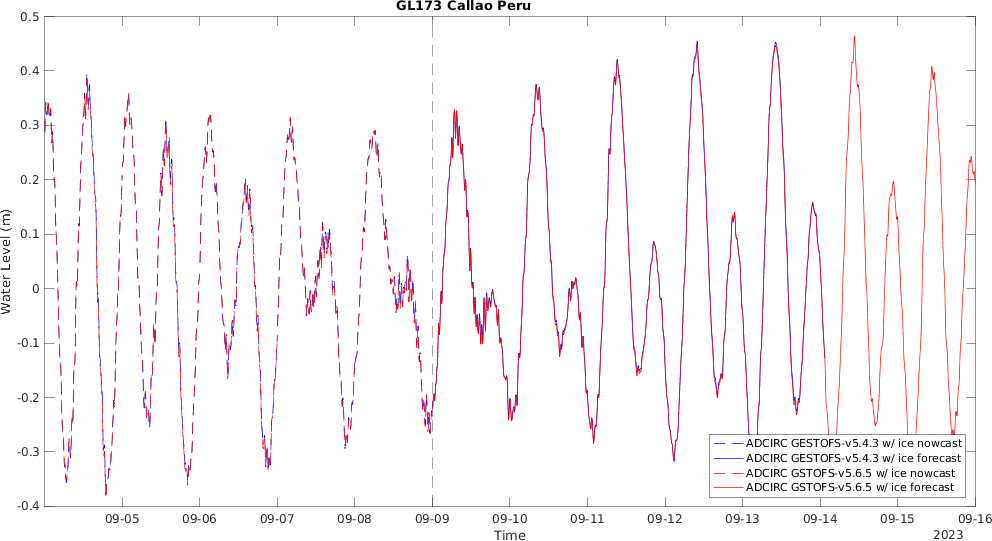 GL173 Callao Peru
0.5
0.4
0.3
0.2
0.1
0
-0.1
-0.2
-0.3
-0.4
Water Level (m)
ADCIRC GESTOFS-v5.4.3 w/ ice nowcast
ADCIRC GESTOFS-v5.4.3 w/ ice forecast
ADCIRC GSTOFS-v5.6.5 w/ ice nowcast
ADCIRC GSTOFS-v5.6.5 w/ ice forecast
09-05 09-06 09-07 09-08 09-09 09-10 09-11 09-12 09-13 09-14 09-15 09-16
Time
2023